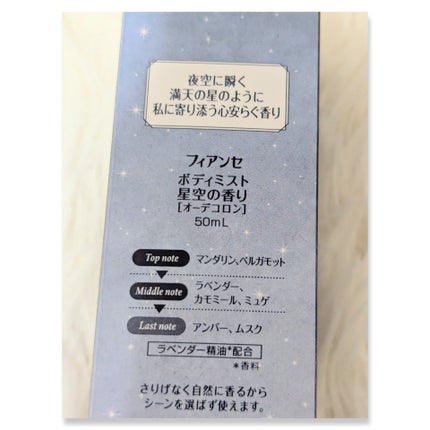 夜空に瞬く
満天の星のように
私に寄り添う心安らぐ香り
フィアンセ
ボディミスト
星空の香り
[オーデコロン]
50mL
Top note マンダリン、ベルガモット
Middle note ラベンダー、
カモミール、ミュゲ
Last note アンバー、ムスク
ラベンダー精油*配合
*香料
さりげなく自然に香るから
シーンを選ばず使えます。